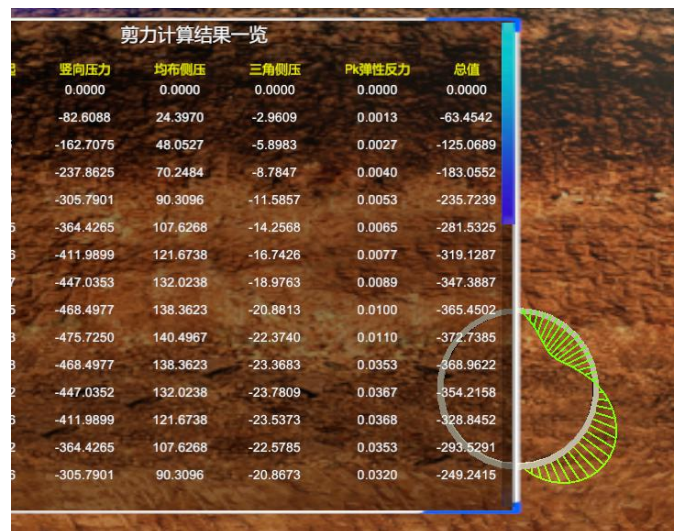 剪力计算结果一览
竖向压力 均布侧压 三角侧压 Pk弹性反力 总值
0.0000 0.0000 0.0000 0.0000 0.0000
-82.6088 24.3970 -2.9609 0.0013 -63.4542
-162.7075 48.0527 -5.8983 0.0027 -125.0689
-237.8625 70.2484 -8.7847 0.0040 -183.0552
-305.7901 90.3096 -11.5857 0.0053 -235.7239
-364.4265 107.6268 -14.2568 0.0065 -281.5325
-411.9899 121.6738 -16.7426 0.0077 -319.1287
-447.0353 132.0238 -18.9763 0.0089 -347.3887
-468.4977 138.3623 -20.8813 0.0100 -365.4502
-475.7250 140.4967 -22.3740 0.0110 -372.7385
-468.4977 138.3623 -23.3683 0.0353 -368.9622
-447.0352 132.0238 -23.7809 0.0367 -354.2158
-411.9899 121.6738 -23.5373 0.0368 -328.8452
-364.4265 107.6268 -22.5785 0.0353 -293.5291
-305.7901 90.3096 -20.8673 0.0320 -249.2415